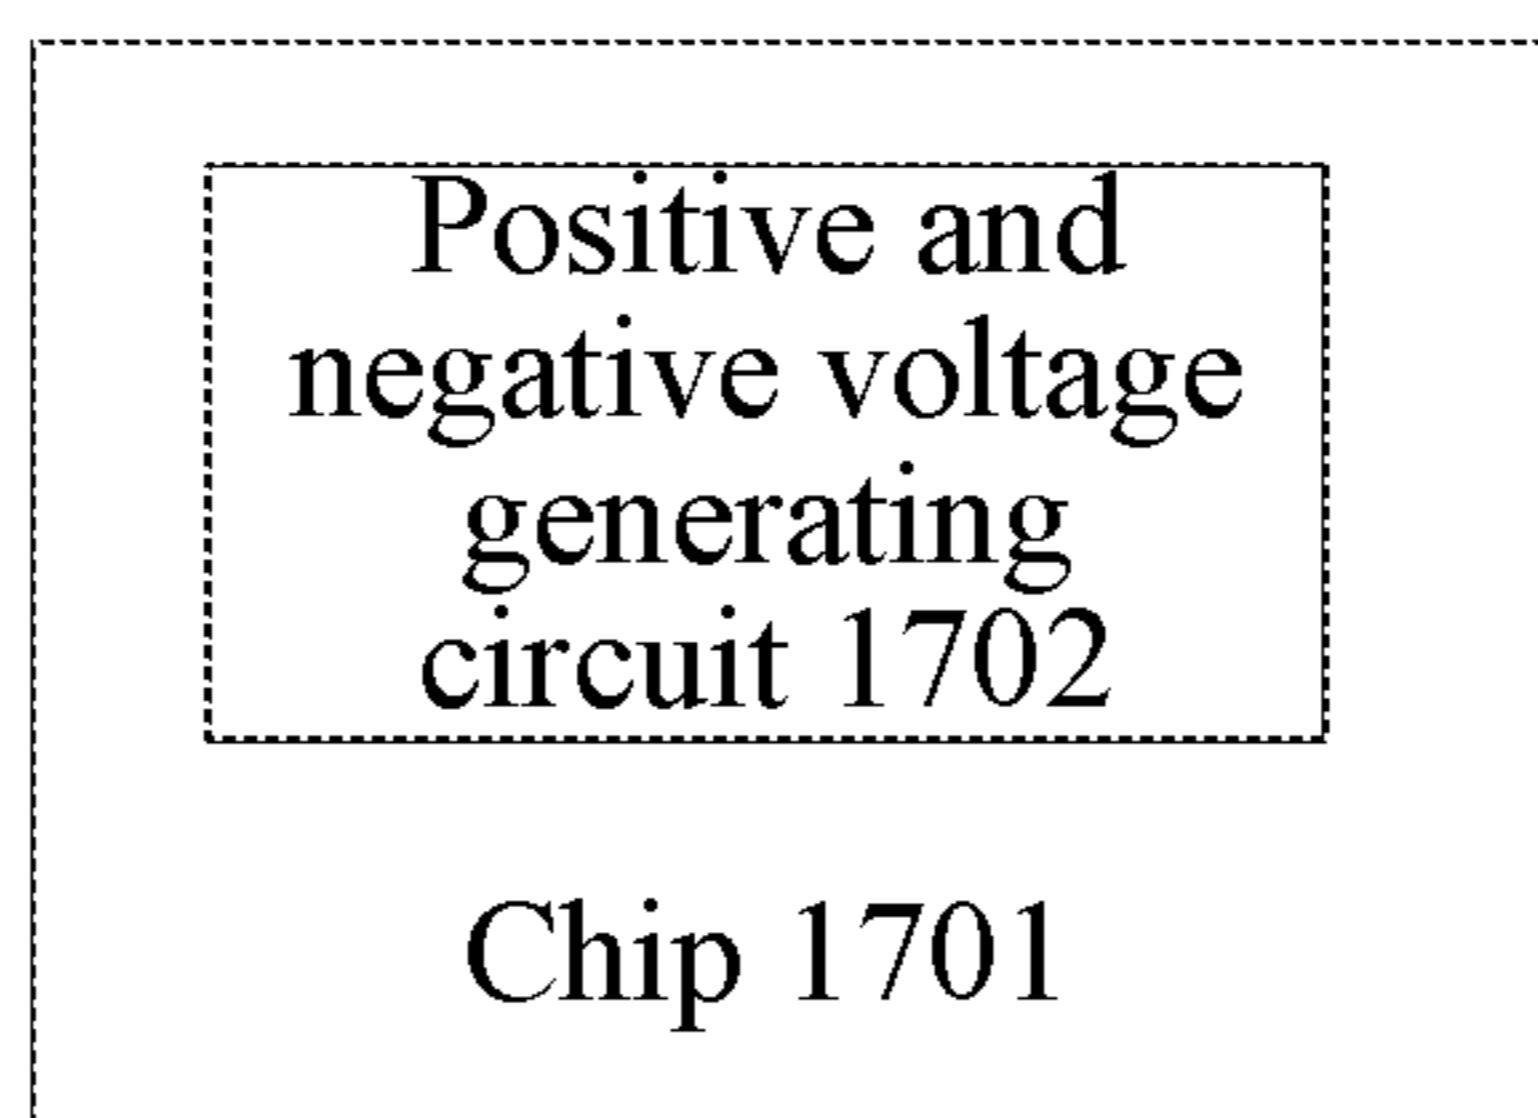 Positive and
negative voltage
generating
circuit 1702
Chip 1701